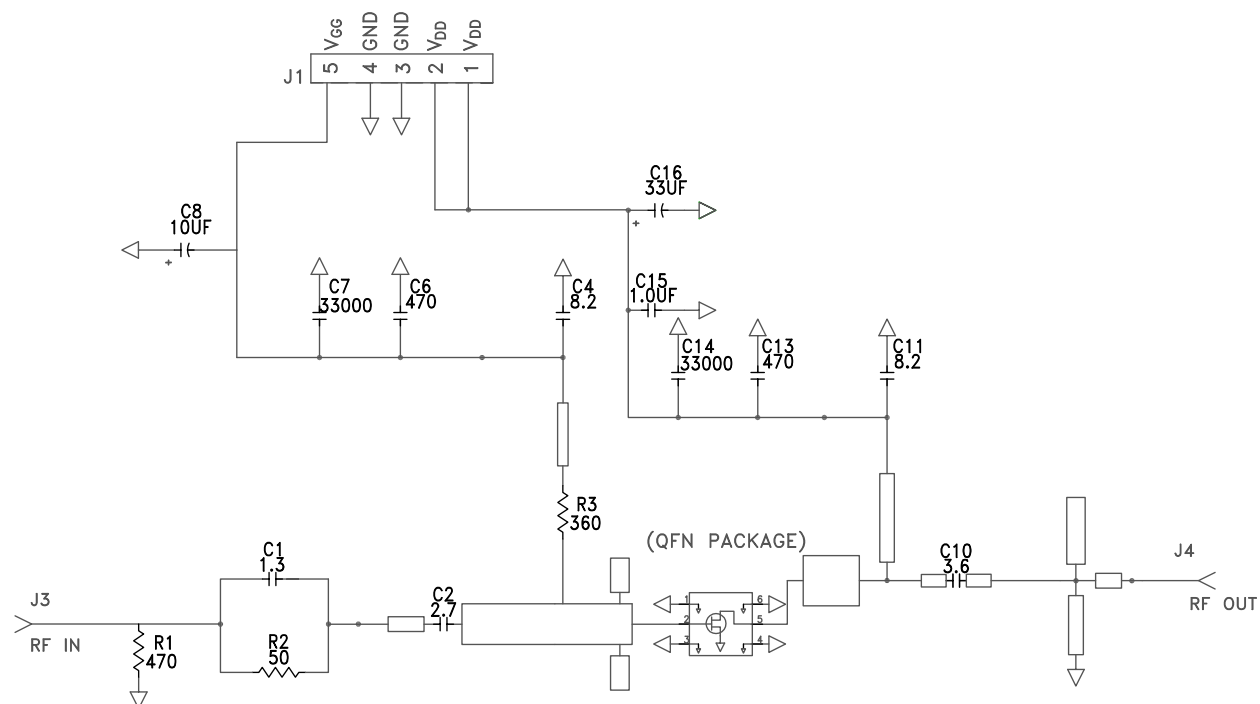 VGG
GND
GND
VDD
VDD
J1
5
4
3
2
1
C16
33UF
+
C8
10UF
+
C7
33000
C6
470
C4
8.2
C15
1.0UF
C14
33000
C13
470
C11
8.2
R3
360
(QFN PACKAGE)
C1
1.3
C10
3.6
J4
RF OUT
J3
RF IN
C2
2.7
R1
470
R2
50
1
2
3
6
5
4